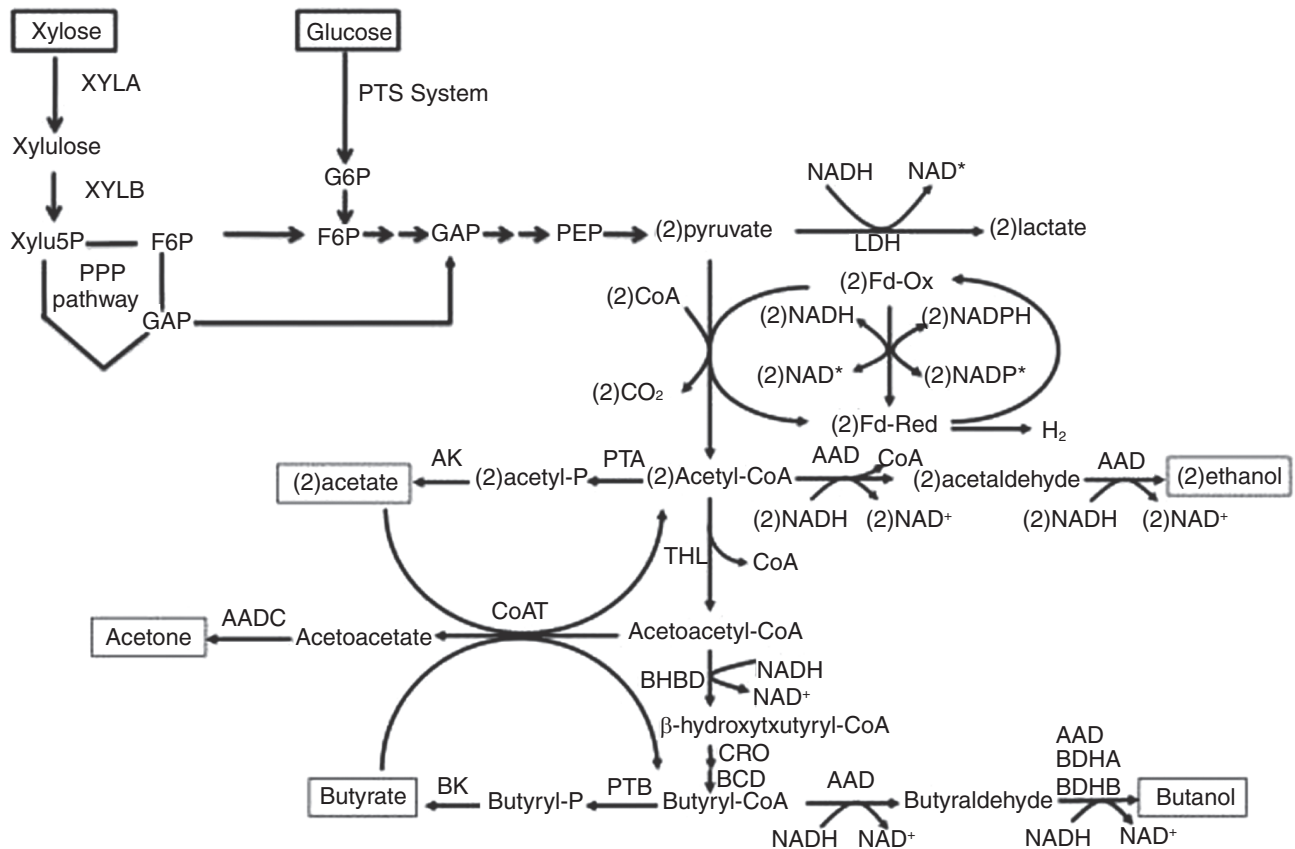 Xylose
Glucose
XYLA
PTS System
Xylulose
XYLB
G6P
NADH
NAD*
Xylu5P
F6P
F6P
GAP
PEP
(2)pyruvate
LDH
(2)lactate
PPP
pathway
GAP
(2)CoA
(2)CO₂
(2)Fd-Ox
(2)NADH
(2)NADPH
(2)NAD*
(2)NADP*
(2)Fd-Red
H₂
(2)acetate
AK
(2)acetyl-P
PTA
(2)Acetyl-CoA
AAD
CoA
(2)NADH
(2)NAD⁺
(2)acetaldehyde
AAD
(2)NADH
(2)NAD⁺
(2)ethanol
THL
CoA
Acetone
AADC
Acetoacetate
CoAT
Acetoacetyl-CoA
BHBD
NADH
NAD⁺
β-hydroxytxutyryl-CoA
CRO
BCD
Butyrate
BK
Butyryl-P
PTB
Butyryl-CoA
AAD
NADH
NAD⁺
Butyraldehyde
AAD
BDHA
BDHB
NADH
NAD⁺
Butanol